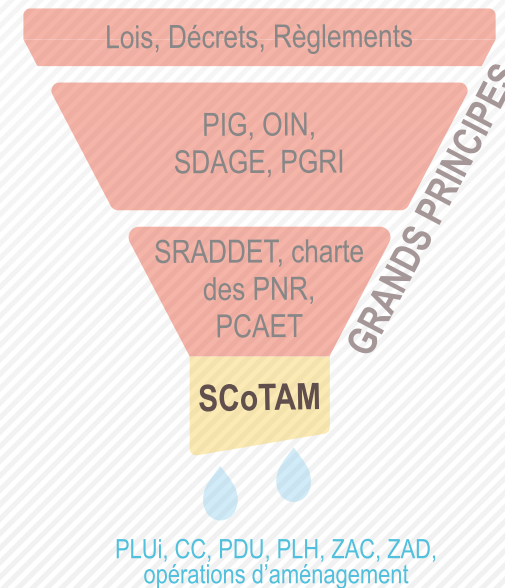 Lois, Décrets, Règlements
PIG, OIN,
SDAGE, PGRI
SRADDET, charte
des PNR,
PCAET
GRANDS PRINCIPES
SCoTAM
PLUi, CC, PDU, PLH, ZAC, ZAD,
opérations d'aménagement